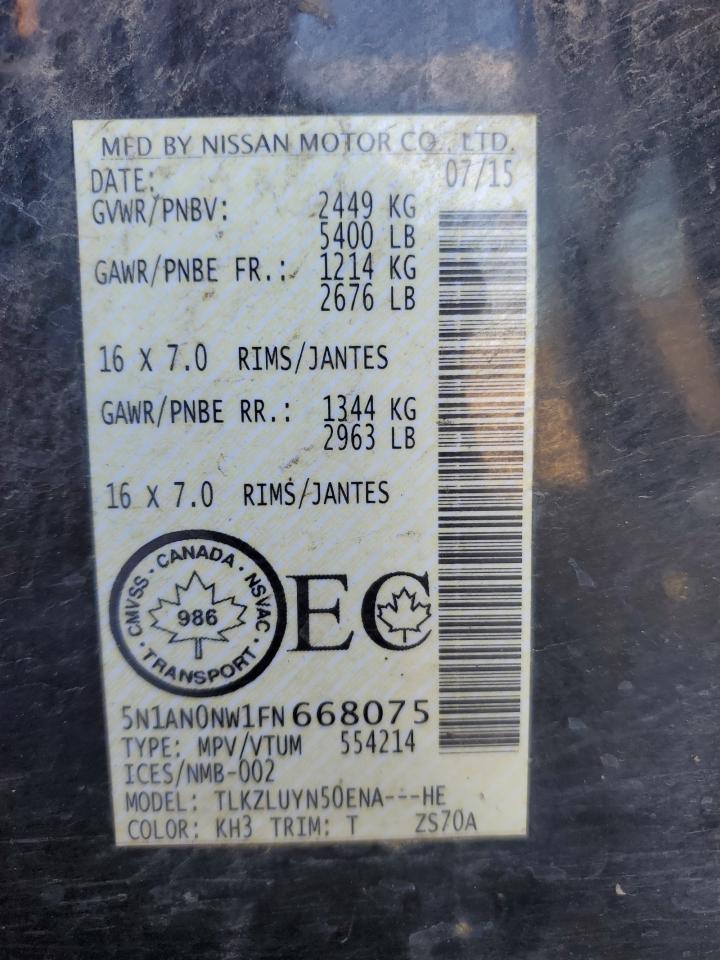 MFD BY NISSAN MOTOR CO., LTD.
DATE: 07/15
GVWR/PNBV: 2449 KG
5400 LB
GAWR/PNBE FR.: 1214 KG
2676 LB
16 X 7.0 RIMS/JANTES
GAWR/PNBE RR.: 1344 KG
2963 LB
16 X 7.0 RIMS/JANTES
CMVSS · CANADA · NSVAC
986
· TRANSPORT ·
EC
5N1AN0NW1FN668075
TYPE: MPV/VTUM 554214
ICES/NMB-002
MODEL: TLKZLUYN50ENA---HE
COLOR: KH3 TRIM: T ZS70A